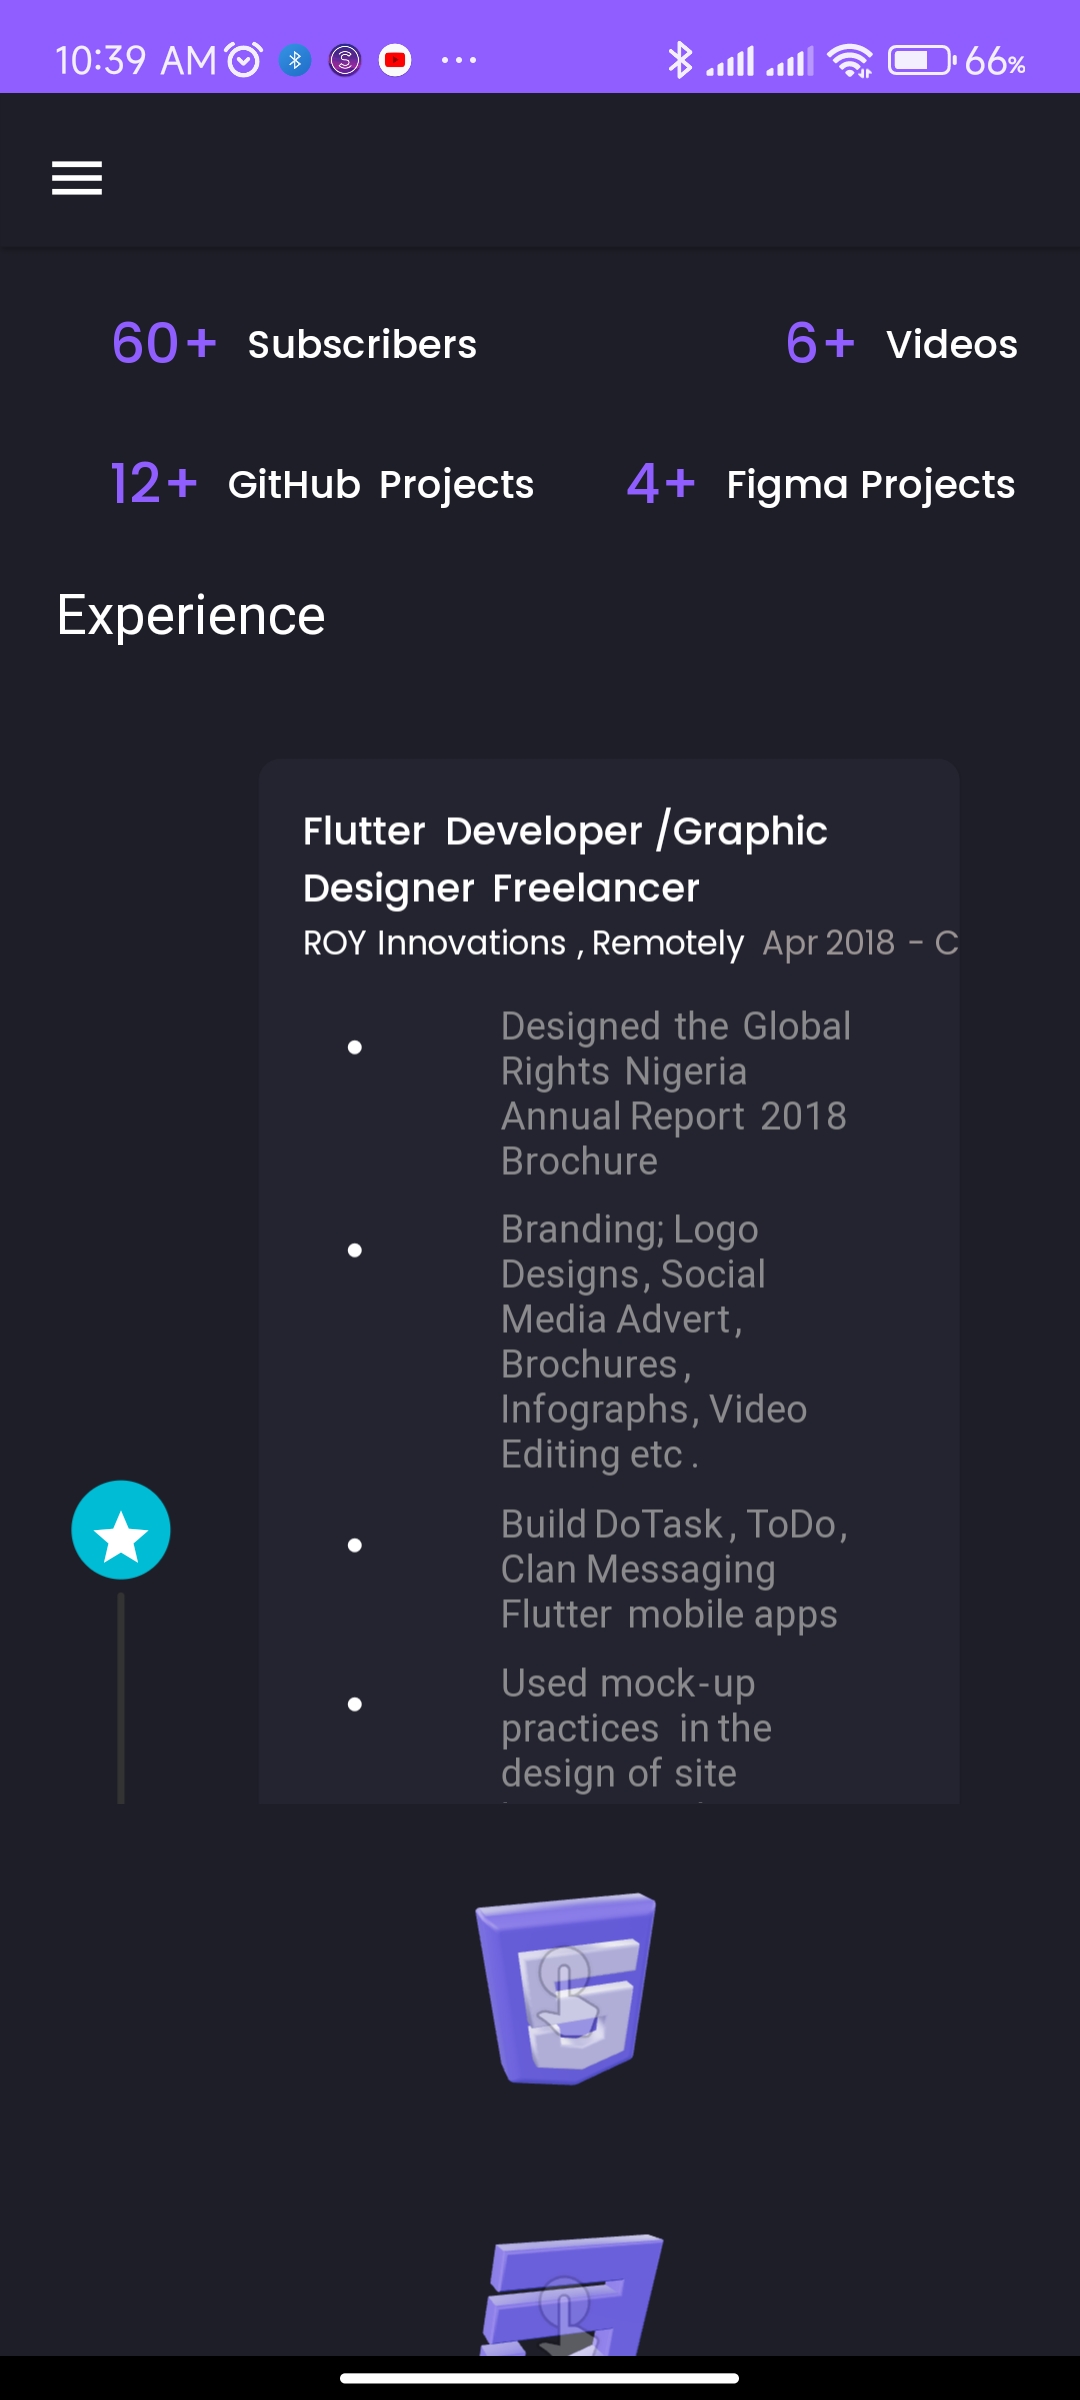 10:39 AM
66%
60+ Subscribers
6+ Videos
12+ GitHub Projects
4+ Figma Projects
Experience
Flutter Developer /Graphic
Designer Freelancer
ROY Innovations , Remotely Apr 2018 - C
Designed the Global
Rights Nigeria
Annual Report 2018
Brochure
Branding; Logo
Designs, Social
Media Advert,
Brochures,
Infographs, Video
Editing etc .
Build DoTask, ToDo,
Clan Messaging
Flutter mobile apps
Used mock-up
practices in the
design of site